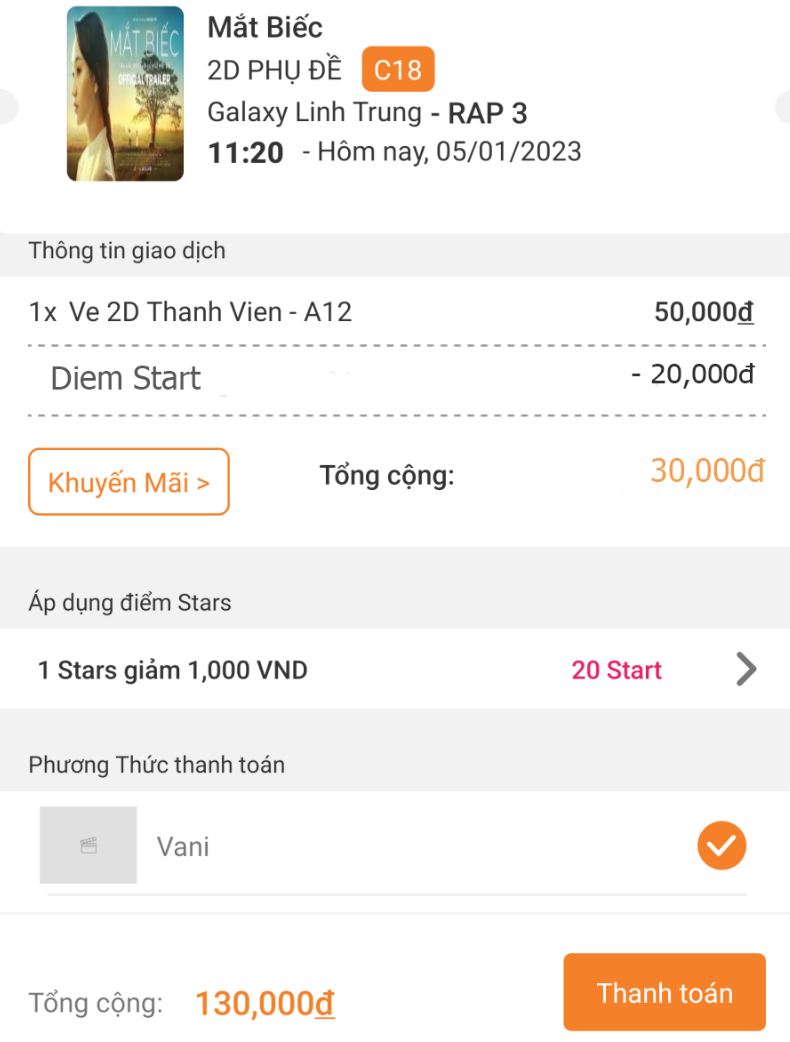 MẮT BIẾC
OFFICIAL TRAILER
Mắt Biếc
2D PHỤ ĐỀ C18
Galaxy Linh Trung - RAP 3
11:20 - Hôm nay, 05/01/2023
Thông tin giao dịch
1x Ve 2D Thanh Vien - A12 50,000đ
Diem Start - 20,000đ
Khuyến Mãi > Tổng cộng: 30,000đ
Áp dụng điểm Stars
1 Stars giảm 1,000 VND 20 Start
Phương Thức thanh toán
Vani
Tổng cộng: 130,000đ Thanh toán